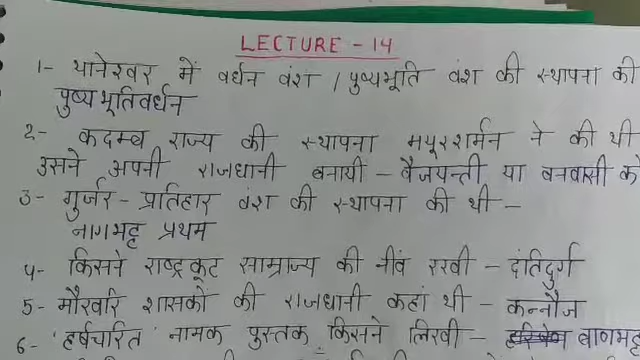 LECTURE - 14
1- थानेश्वर में वर्धन वंश / पुष्यभूति वंश की स्थापना की
पुष्यभूतिवर्धन
2- कदम्ब राज्य की स्थापना मयूरशर्मन ने की थी
उसने अपनी राजधानी बनायी - वैजयन्ती या बनवासी को
3- गुर्जर - प्रतिहार वंश की स्थापना की थी -
नागभट्ट प्रथम
4- किसने राष्ट्रकूट साम्राज्य की नींव रखी - दंतिदुर्ग
5- मौखरि शासकों की राजधानी कहां थी - कन्नौज
6- 'हर्षचरित' नामक पुस्तक किसने लिखी - बाणभट्ट